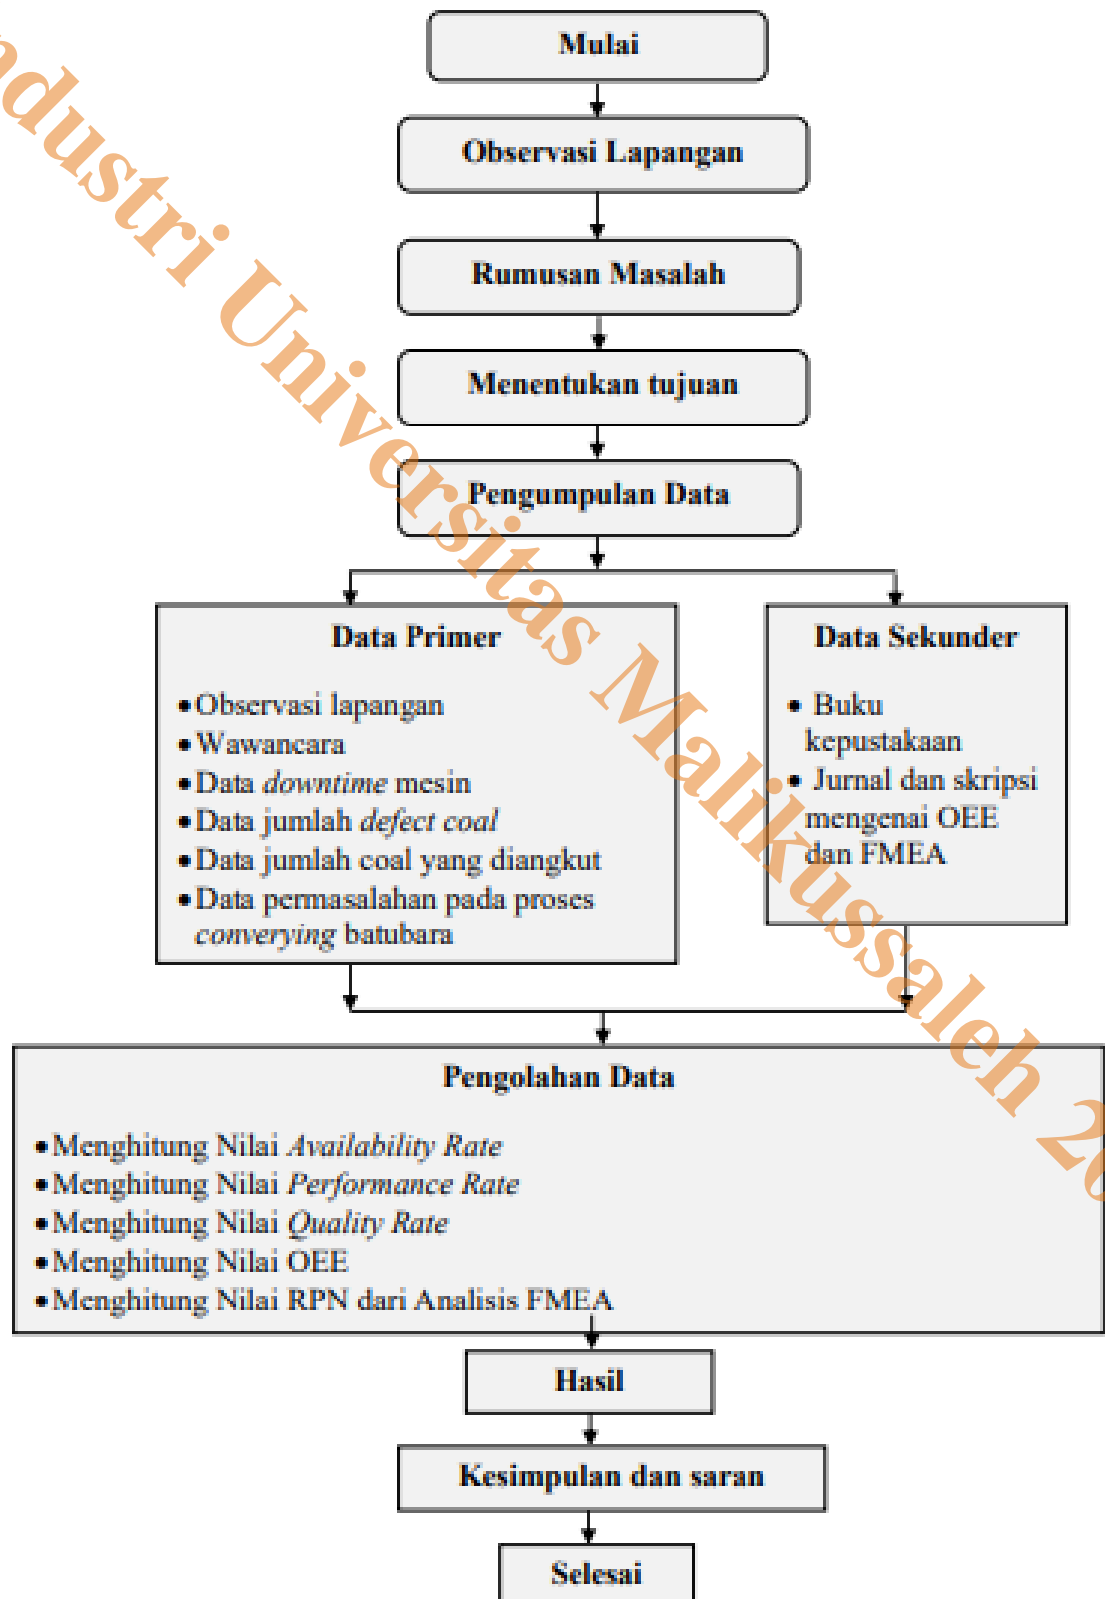 Mulai
Observasi Lapangan
Rumusan Masalah
Menentukan tujuan
Pengumpulan Data
Data Primer
•Observasi lapangan
•Wawancara
•Data downtime mesin
•Data jumlah defect coal
•Data jumlah coal yang diangkut
•Data permasalahan pada proses
converying batubara
Data Sekunder
• Buku
kepustakaan
• Jurnal dan skripsi
mengenai OEE
dan FMEA
Pengolahan Data
•Menghitung Nilai Availability Rate
•Menghitung Nilai Performance Rate
•Menghitung Nilai Quality Rate
•Menghitung Nilai OEE
•Menghitung Nilai RPN dari Analisis FMEA
Hasil
Kesimpulan dan saran
Selesai
ndustri Universitas Malikussaleh 20